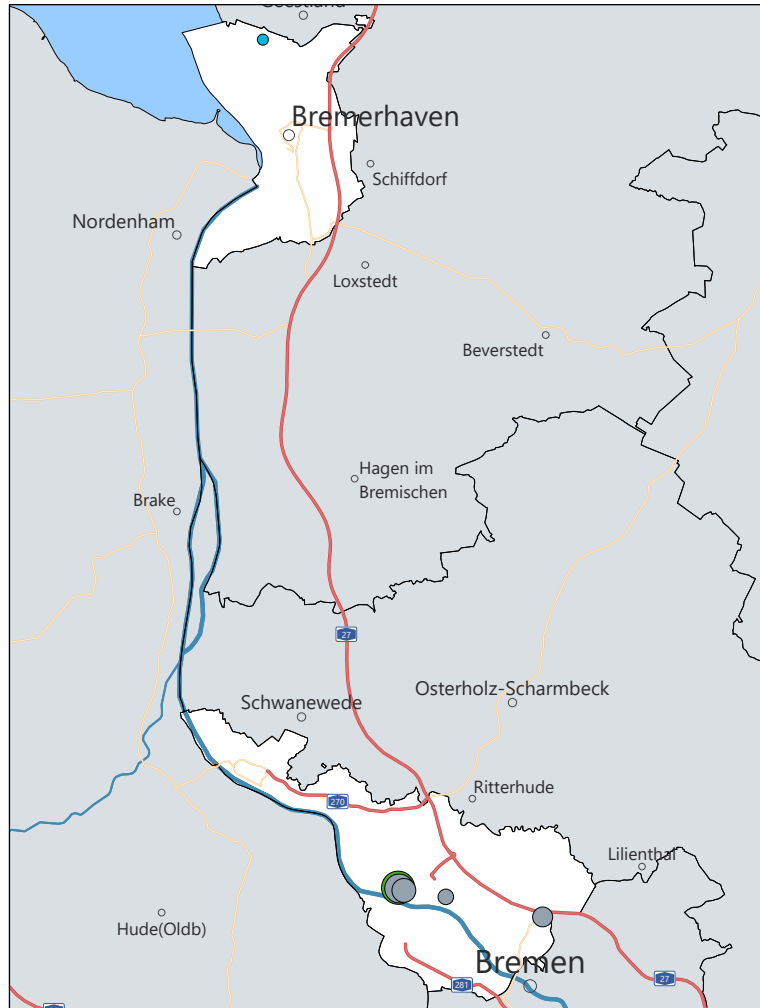 Geestland
Bremerhaven
Schiffdorf
Nordenham
Loxstedt
Beverstedt
Hagen im
Bremischen
Brake
27
Schwanewede
Osterholz-Scharmbeck
Ritterhude
270
Lilienthal
Hude(Oldb)
Bremen
27
281